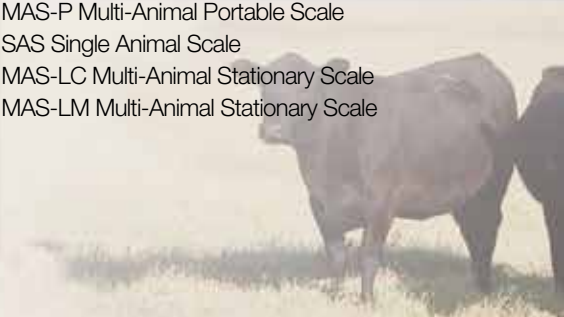 MAS-P Multi-Animal Portable Scale
SAS Single Animal Scale
MAS-LC Multi-Animal Stationary Scale
MAS-LM Multi-Animal Stationary Scale